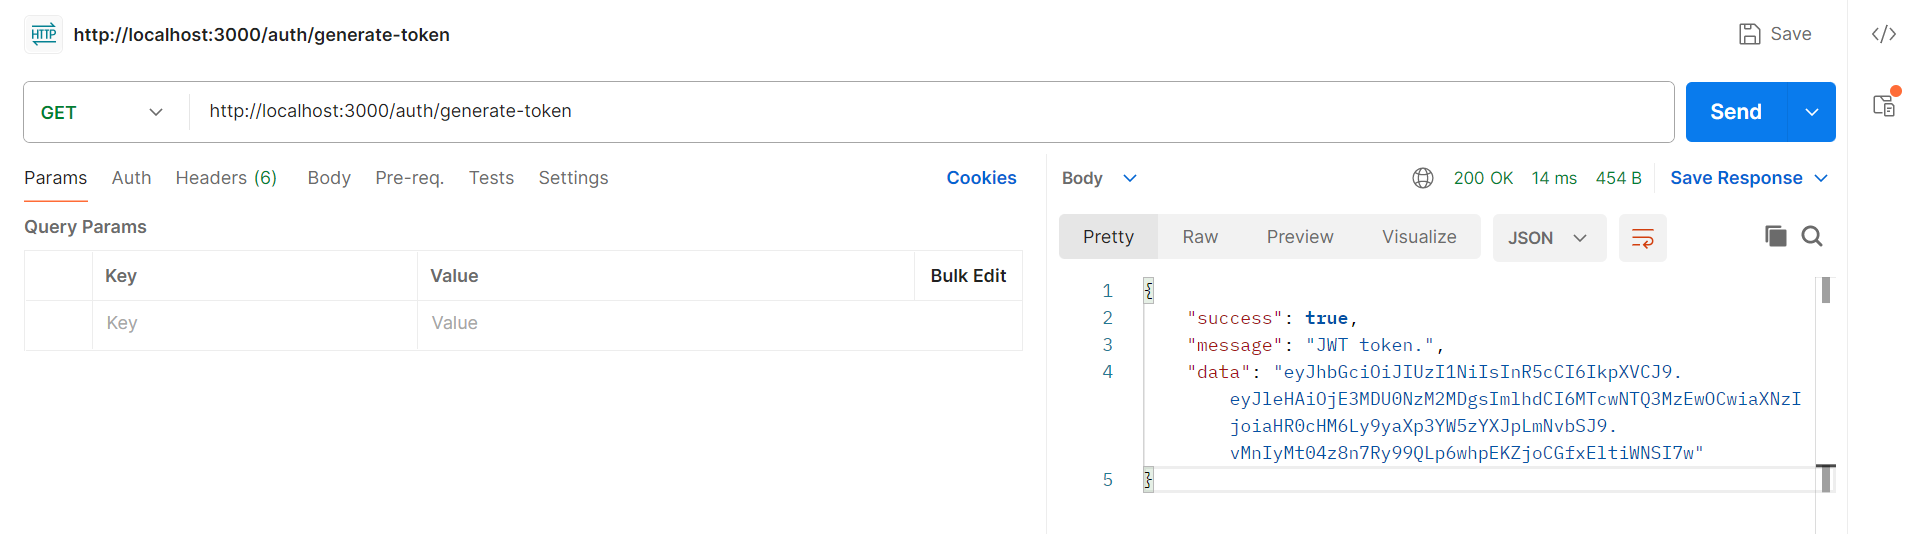 HTTP http://localhost:3000/auth/generate-token Save
GET http://localhost:3000/auth/generate-token Send
Params Auth Headers (6) Body Pre-req. Tests Settings Cookies
Query Params
Key Value Bulk Edit
Key Value
Body 200 OK 14 ms 454 B Save Response
Pretty Raw Preview Visualize JSON
1 {
2 "success": true,
3 "message": "JWT token.",
4 "data": "eyJhbGciOiJIUzI1NiIsInR5cCI6IkpXVCJ9.
eyJleHAiOjE3MDU0NzM2MDgsImlhdCI6MTcwNTQ3MzEwOCwiaXNzI
joiaHR0cHM6Ly9yaXp3YW5zYXJpLmNvbSJ9.
vMnIyMt04z8n7Ry99QLp6whpEKZjoCGfxEltiWNSI7w"
5 }